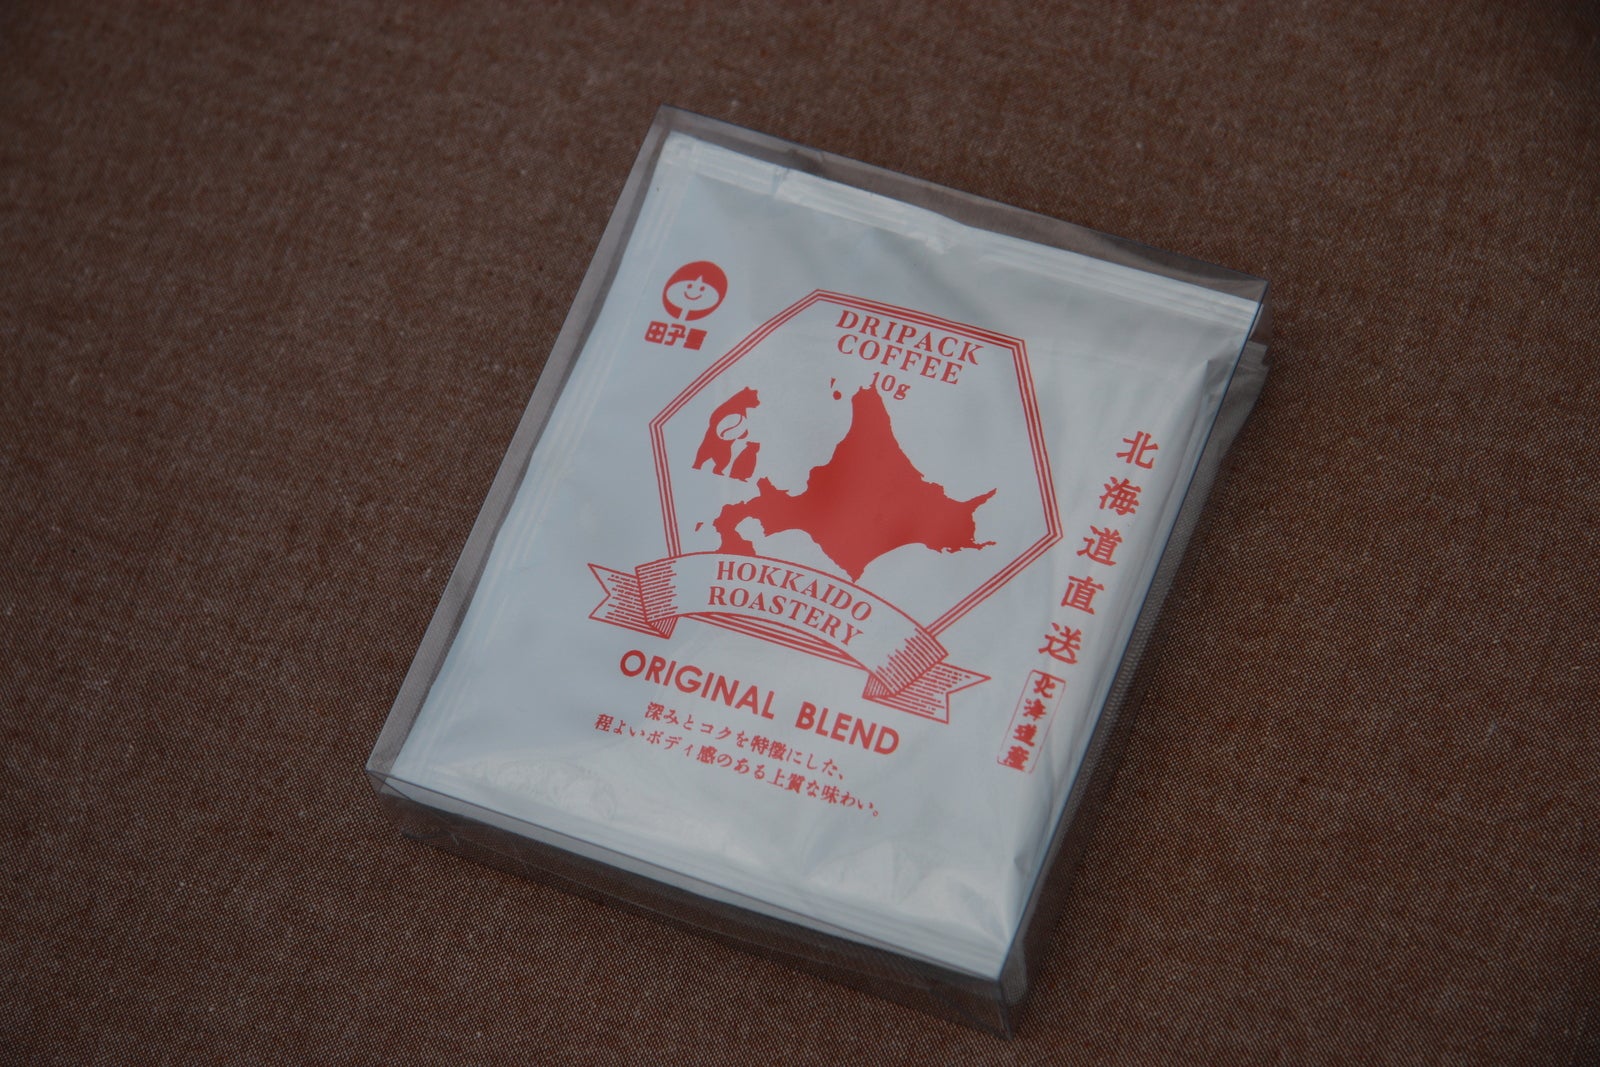 田子重
DRIPACK
COFFEE
10g
HOKKAIDO
ROASTERY
ORIGINAL BLEND
深みとコクを特徴にした、
程よいボディ感のある上質な味わい。
北海道直送
北海道産